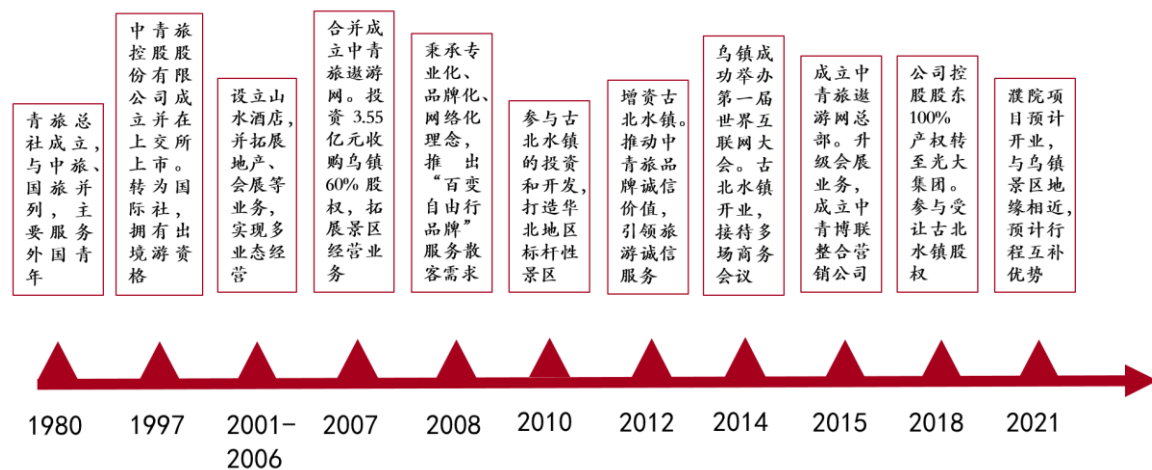 青旅总
社成立，
与中旅、
国旅并
列，主
要服务
外国青
年
中青旅
控股股
份有限
公司成
立并在
上交所
上市。
转为国
际社，
拥有出
境游资
格
设立山
水酒店，
并拓展
地产、
会展等
业务，
实现多
业态经
营
合并成
立中青
旅遨游
网。投
资3.55
亿元收
购乌镇
60%股
权，拓
展景区
经营业
务
秉承专
业化、
品牌化、
网络化
理念，
推出
“百变
自由行
品牌”
服务散
客需求
参与古
北水镇
的投资
和开发，
打造华
北地区
标杆性
景区
增资古
北水镇。
推动中
青旅品
牌诚信
价值，
引领旅
游诚信
服务
乌镇成
功举办
第一届
世界互
联网大
会。古
北水镇
开业，
接待多
场商务
会议
成立中
青旅遨
游网总
部。升
级会展
业务，
成立中
青博联
整合营
销公司
公司控
股股东
100%
产权转
至光大
集团。
参与受
让古北
水镇股
权
濮院项
目预计
开业，
与乌镇
景区地
缘相近，
预计行
程互补
优势
1980
1997
2001-
2006
2007
2008
2010
2012
2014
2015
2018
2021